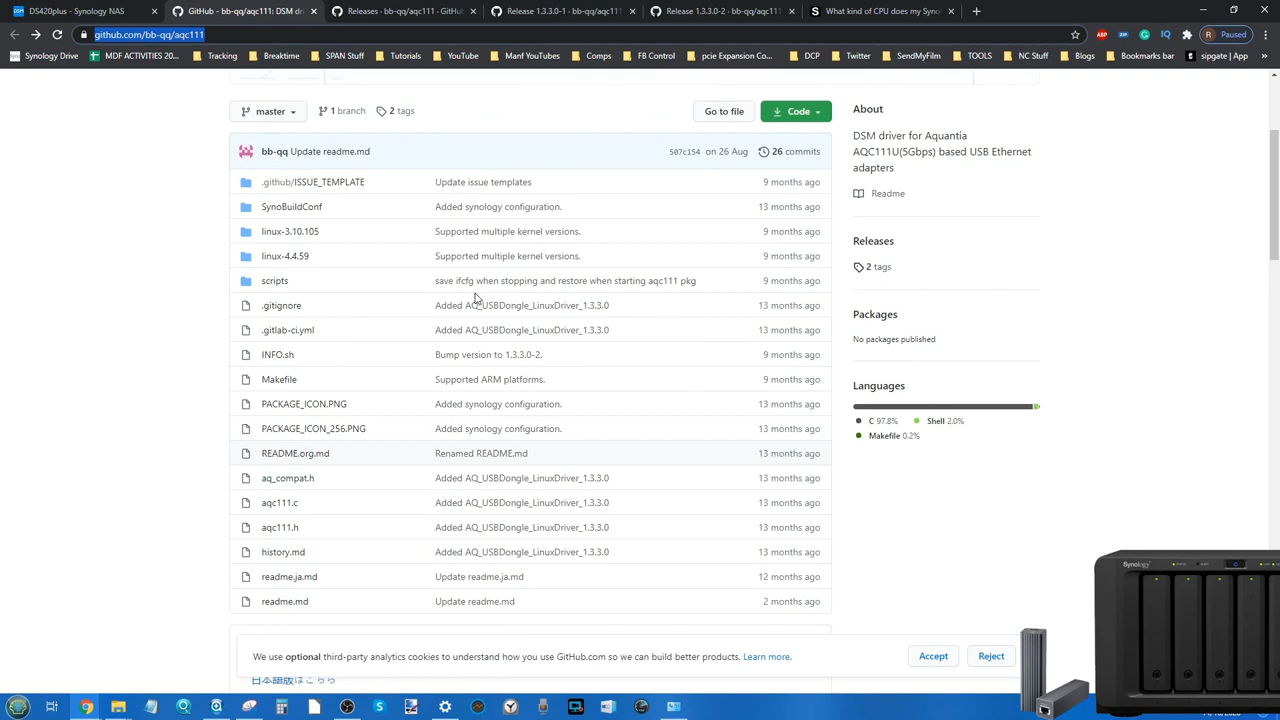 DS420plus - Synology NAS
GitHub - bb-qq/aqc111: DSM dri
Releases · bb-qq/aqc111 · GitHub
Release 1.3.3.0-1 · bb-qq/aqc111
Release 1.3.3.0-2 · bb-qq/aqc111
What kind of CPU does my Syno
github.com/bb-qq/aqc111
ABP
ZIP
IQ
R Paused
Synology Drive
MDF ACTIVITIES 20...
Tracking
Breaktime
SPAN Stuff
YouTube
Maps
Comps
FB Control
pcie Expansion Co...
DCP
Twitter
SendMyFilm
TOOLS
NC Stuff
Blogs
Bookmarks bar
sipgate | App
»
master
1 branch
2 tags
Go to file
Code
bb-qq Update readme.md
507c154 on 26 Aug
26 commits
.github/ISSUE_TEMPLATE Update issue templates 9 months ago
SynoBuildConf Added synology configuration. 13 months ago
linux-3.10.105 Supported multiple kernel versions. 9 months ago
linux-4.4.59 Supported multiple kernel versions. 9 months ago
scripts save ifcfg when stopping and restore when starting aqc111 pkg 9 months ago
.gitignore Added AQ_USBDongle_LinuxDriver_1.3.3.0 13 months ago
.gitlab-ci.yml Added AQ_USBDongle_LinuxDriver_1.3.3.0 13 months ago
INFO.sh Bump version to 1.3.3.0-2. 9 months ago
Makefile Supported ARM platforms. 9 months ago
PACKAGE_ICON.PNG Added synology configuration. 13 months ago
PACKAGE_ICON_256.PNG Added synology configuration. 13 months ago
README.org.md Renamed README.md 13 months ago
aq_compat.h Added AQ_USBDongle_LinuxDriver_1.3.3.0 13 months ago
aqc111.c Added AQ_USBDongle_LinuxDriver_1.3.3.0 13 months ago
aqc111.h Added AQ_USBDongle_LinuxDriver_1.3.3.0 13 months ago
history.md Added AQ_USBDongle_LinuxDriver_1.3.3.0 13 months ago
readme.ja.md Update readme.ja.md 12 months ago
readme.md Update readme.md 2 months ago
About
DSM driver for Aquantia
AQC111U(5Gbps) based USB Ethernet
adapters
Readme
Releases
2 tags
Packages
No packages published
Languages
C 97.8%
Shell 2.0%
Makefile 0.2%
We use optional third-party analytics cookies to understand how you use GitHub.com so we can build better products. Learn more.
Accept
Reject
日本語版はこちら
Synology